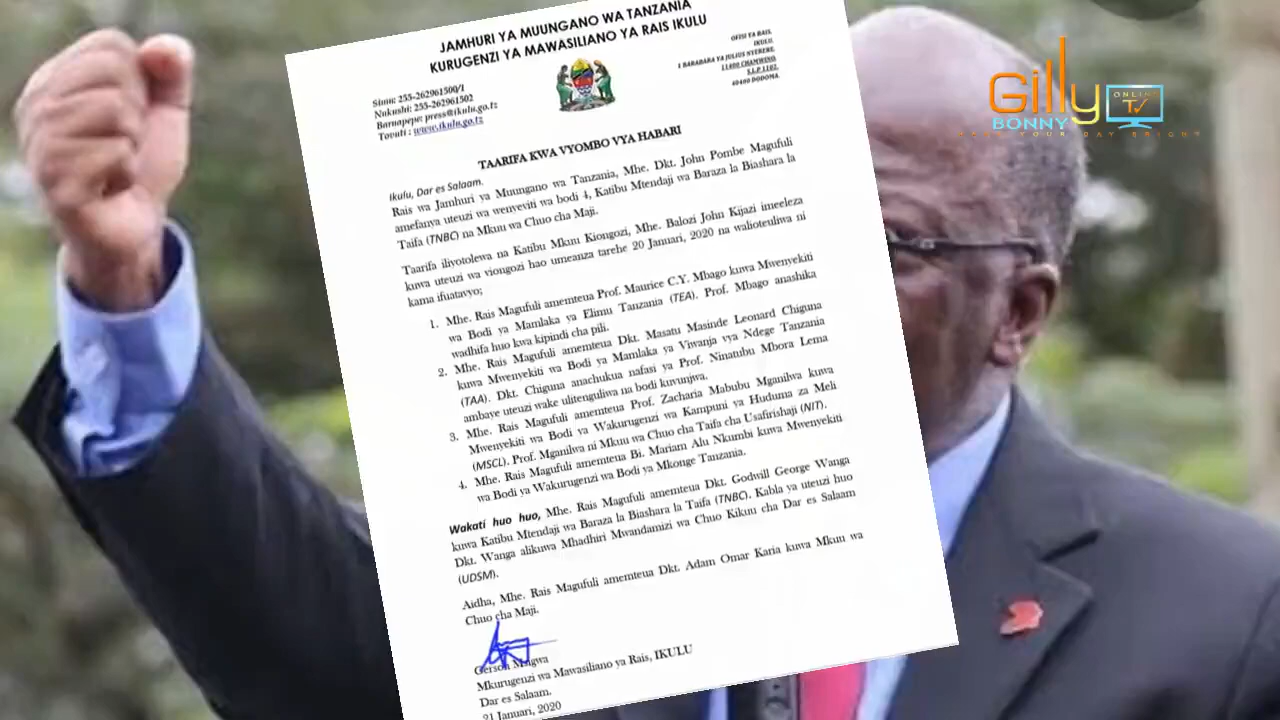 JAMHURI YA MUUNGANO WA TANZANIA
KURUGENZI YA MAWASILIANO YA RAIS IKULU
Simu: 255-262961500/1
Nukushi: 255-262961502
Baruapepe: press@ikulu.go.tz
Tovuti : www.ikulu.go.tz
OFISI YA RAIS,
IKULU,
1 BARABARA YA JULIUS NYERERE,
11400 CHAMWINO,
S.L.P 1102,
40400 DODOMA.
TAARIFA KWA VYOMBO VYA HABARI
Ikulu, Dar es Salaam.
Rais wa Jamhuri ya Muungano wa Tanzania, Mhe. Dkt. John Pombe Magufuli
amefanya uteuzi wa wenyeviti wa bodi 4, Katibu Mtendaji wa Baraza la Biashara la
Taifa (TNBC) na Mkuu wa Chuo cha Maji.
Taarifa iliyotolewa na Katibu Mkuu Kiongozi, Mhe. Balozi John Kijazi imeeleza
kuwa uteuzi wa viongozi hao umeanza tarehe 20 Januari, 2020 na walioteuliwa ni
kama ifuatavyo;
1. Mhe. Rais Magufuli amemteua Prof. Maurice C.Y. Mbago kuwa Mwenyekiti
wa Bodi ya Mamlaka ya Elimu Tanzania (TEA). Prof. Mbago anashika
wadhifa huo kwa kipindi cha pili.
2. Mhe. Rais Magufuli amemteua Dkt. Masatu Masinde Leonard Chiguna
kuwa Mwenyekiti wa Bodi ya Mamlaka ya Viwanja vya Ndege Tanzania
(TAA). Dkt. Chiguna anachukua nafasi ya Prof. Ninatubu Mbora Lema
ambaye uteuzi wake ulitenguliwa na bodi kuvunjwa.
3. Mhe. Rais Magufuli amemteua Prof. Zacharia Mabubu Mganilwa kuwa
Mwenyekiti wa Bodi ya Wakurugenzi wa Kampuni ya Huduma za Meli
(MSCL). Prof. Mganilwa ni Mkuu wa Chuo cha Taifa cha Usafirishaji (NIT).
4. Mhe. Rais Magufuli amemteua Bi. Mariam Alu Nkumbi kuwa Mwenyekiti
wa Bodi ya Wakurugenzi wa Bodi ya Mkonge Tanzania.
Wakati huo huo, Mhe. Rais Magufuli amemteua Dkt. Godwill George Wanga
kuwa Katibu Mtendaji wa Baraza la Biashara la Taifa (TNBC). Kabla ya uteuzi huo
Dkt. Wanga alikuwa Mhadhiri Mwandamizi wa Chuo Kikuu cha Dar es Salaam
(UDSM).
Aidha, Mhe. Rais Magufuli amemteua Dkt. Adam Omar Karia kuwa Mkuu wa
Chuo cha Maji.
Gerson Msigwa
Mkurugenzi wa Mawasiliano ya Rais, IKULU
Dar es Salaam.
21 Januari, 2020
Gilly
BONNY
ONLINE
TV